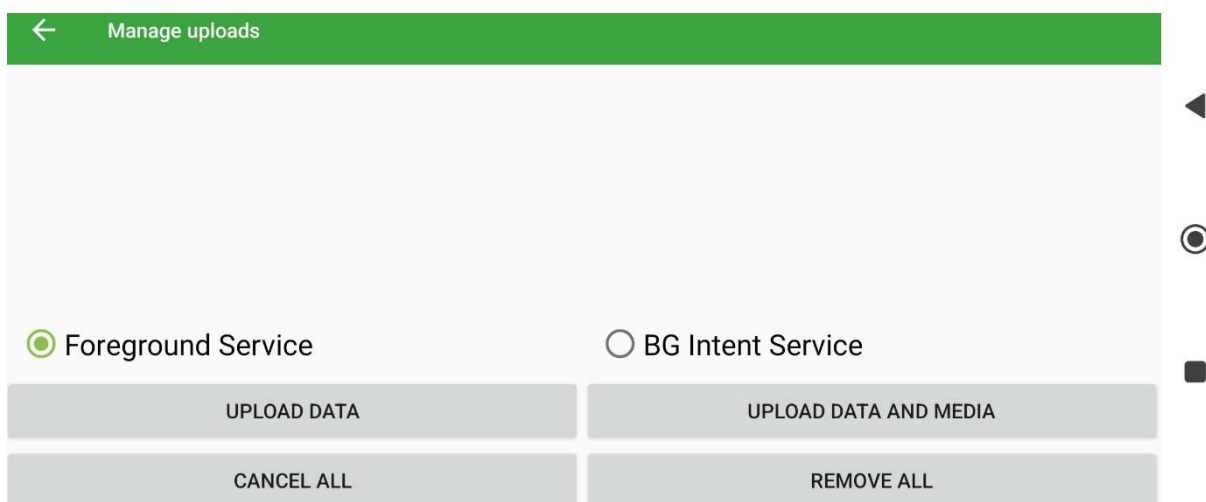 Manage uploads
Foreground Service
BG Intent Service
UPLOAD DATA
UPLOAD DATA AND MEDIA
CANCEL ALL
REMOVE ALL